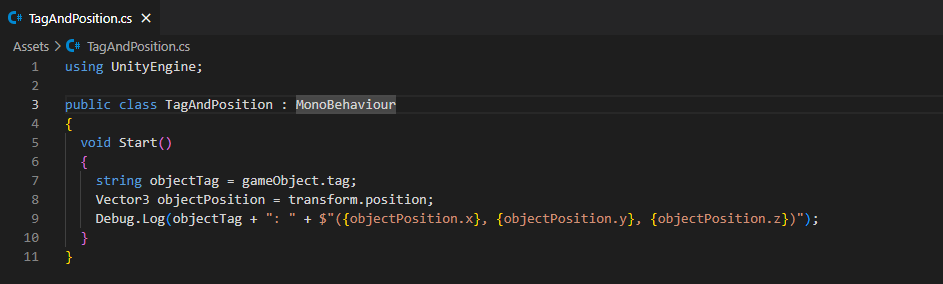 C# TagAndPosition.cs ×
Assets > C# TagAndPosition.cs
1 using UnityEngine;
2
3 public class TagAndPosition : MonoBehaviour
4 {
5   void Start()
6   {
7     string objectTag = gameObject.tag;
8     Vector3 objectPosition = transform.position;
9     Debug.Log(objectTag + ": " + $"({objectPosition.x}, {objectPosition.y}, {objectPosition.z})");
10   }
11 }